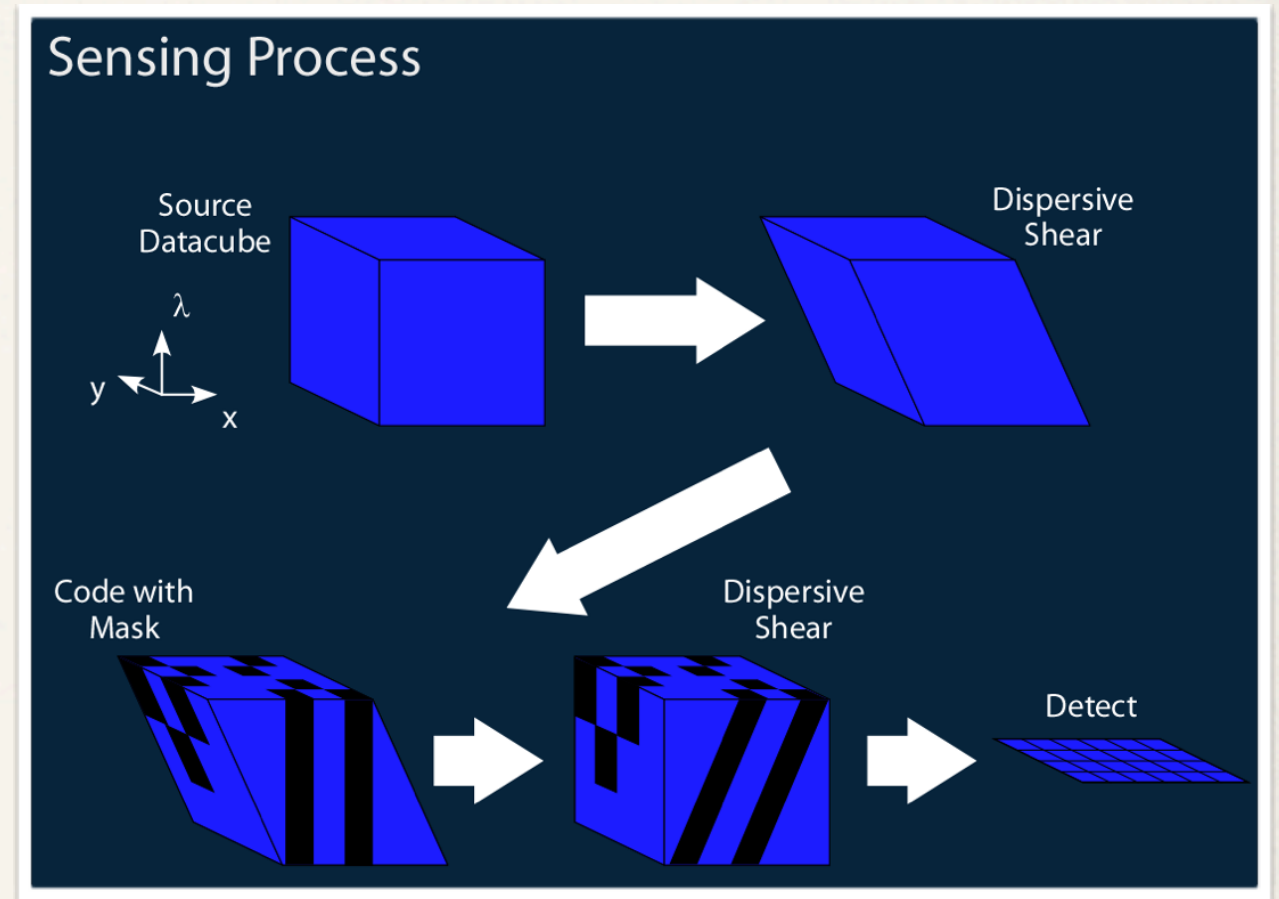 Sensing Process
Source
Datacube
Dispersive
Shear
λ
y
x
Code with
Mask
Dispersive
Shear
Detect